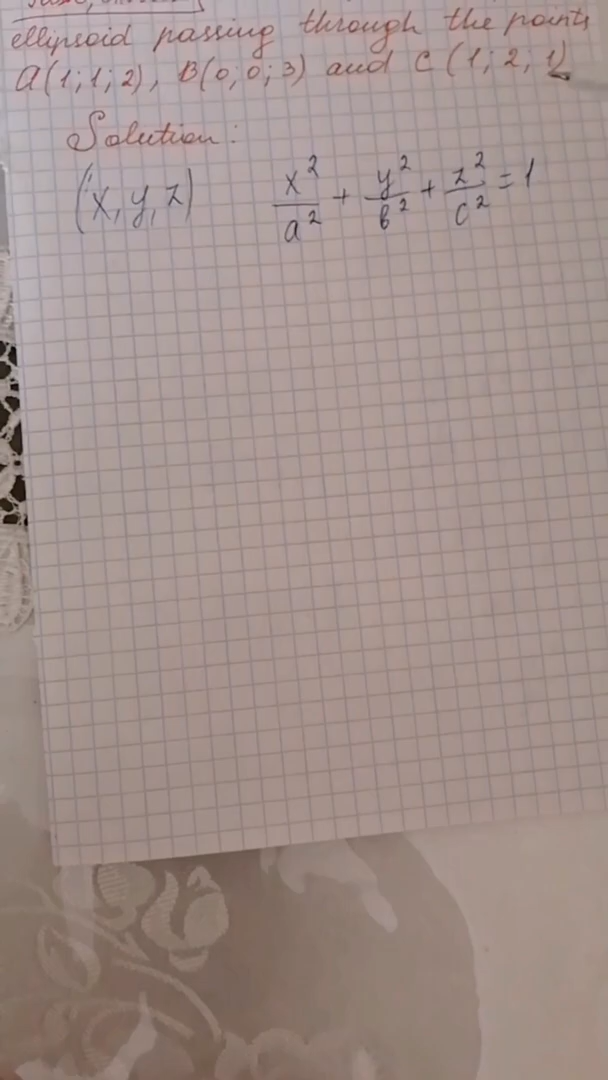 ellipsoid passing through the points
A(1; 1; 2), B(0; 0; 3) and C (1; 2; 1)
Solution:
(x, y, z) x²/a² + y²/b² + z²/c² = 1